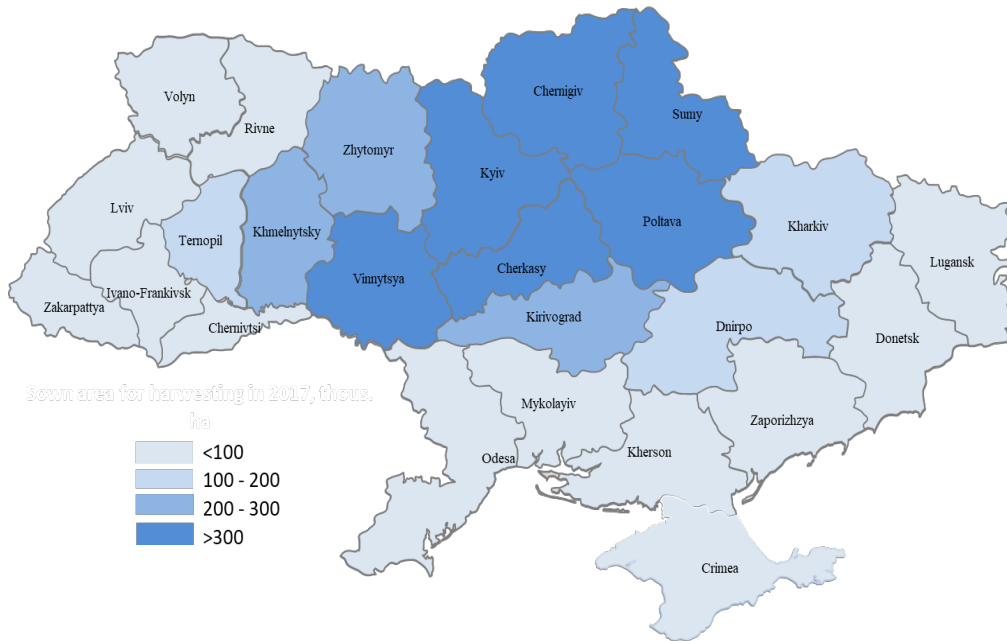 Chernigiv
Volyn
Sumy
Rivne
Zhytomyr
Kyiv
Lviv
Poltava
Kharkiv
Ternopil
Khmelnytsky
Lugansk
Cherkasy
Vinnytsya
Ivano-Frankivsk
Zakarpattya
Kirivograd
Chernivtsi
Dnirpo
Donetsk
Mykolayiv
Zaporizhzya
Kherson
Odesa
Crimea
Sown area for harwesting in 2017, thous.
ha
<100
100 - 200
200 - 300
>300